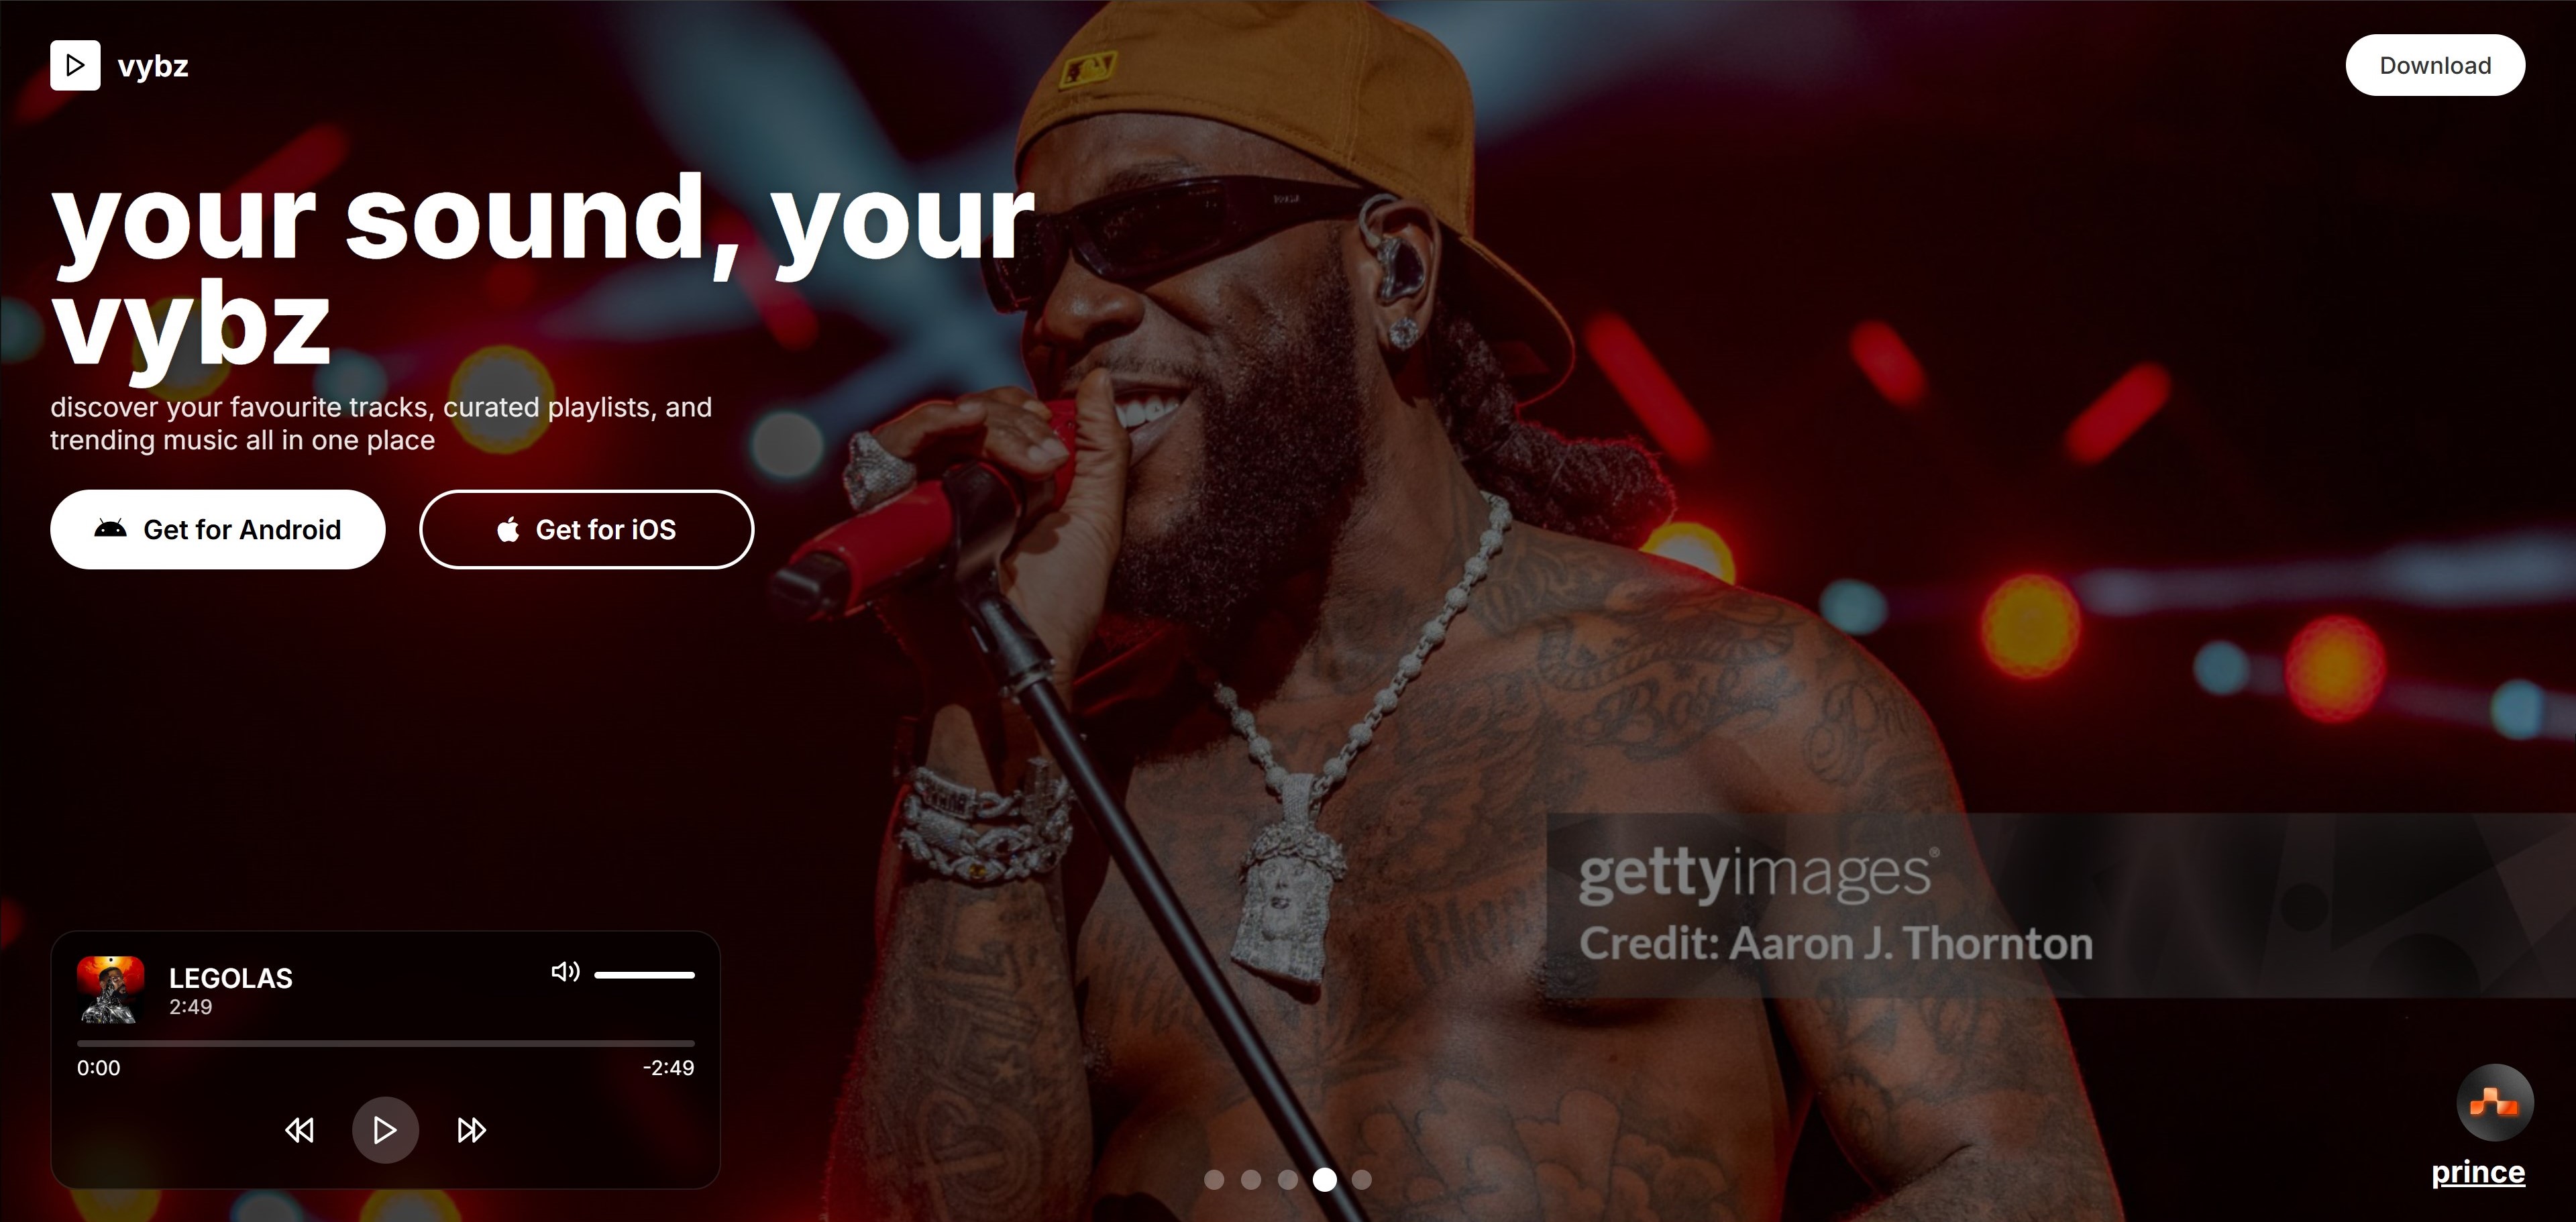 vybz
Download
your sound, your
vybz
discover your favourite tracks, curated playlists, and
trending music all in one place
Get for Android
Get for iOS
gettyimages®
Credit: Aaron J. Thornton
LEGOLAS
2:49
0:00
-2:49
prince